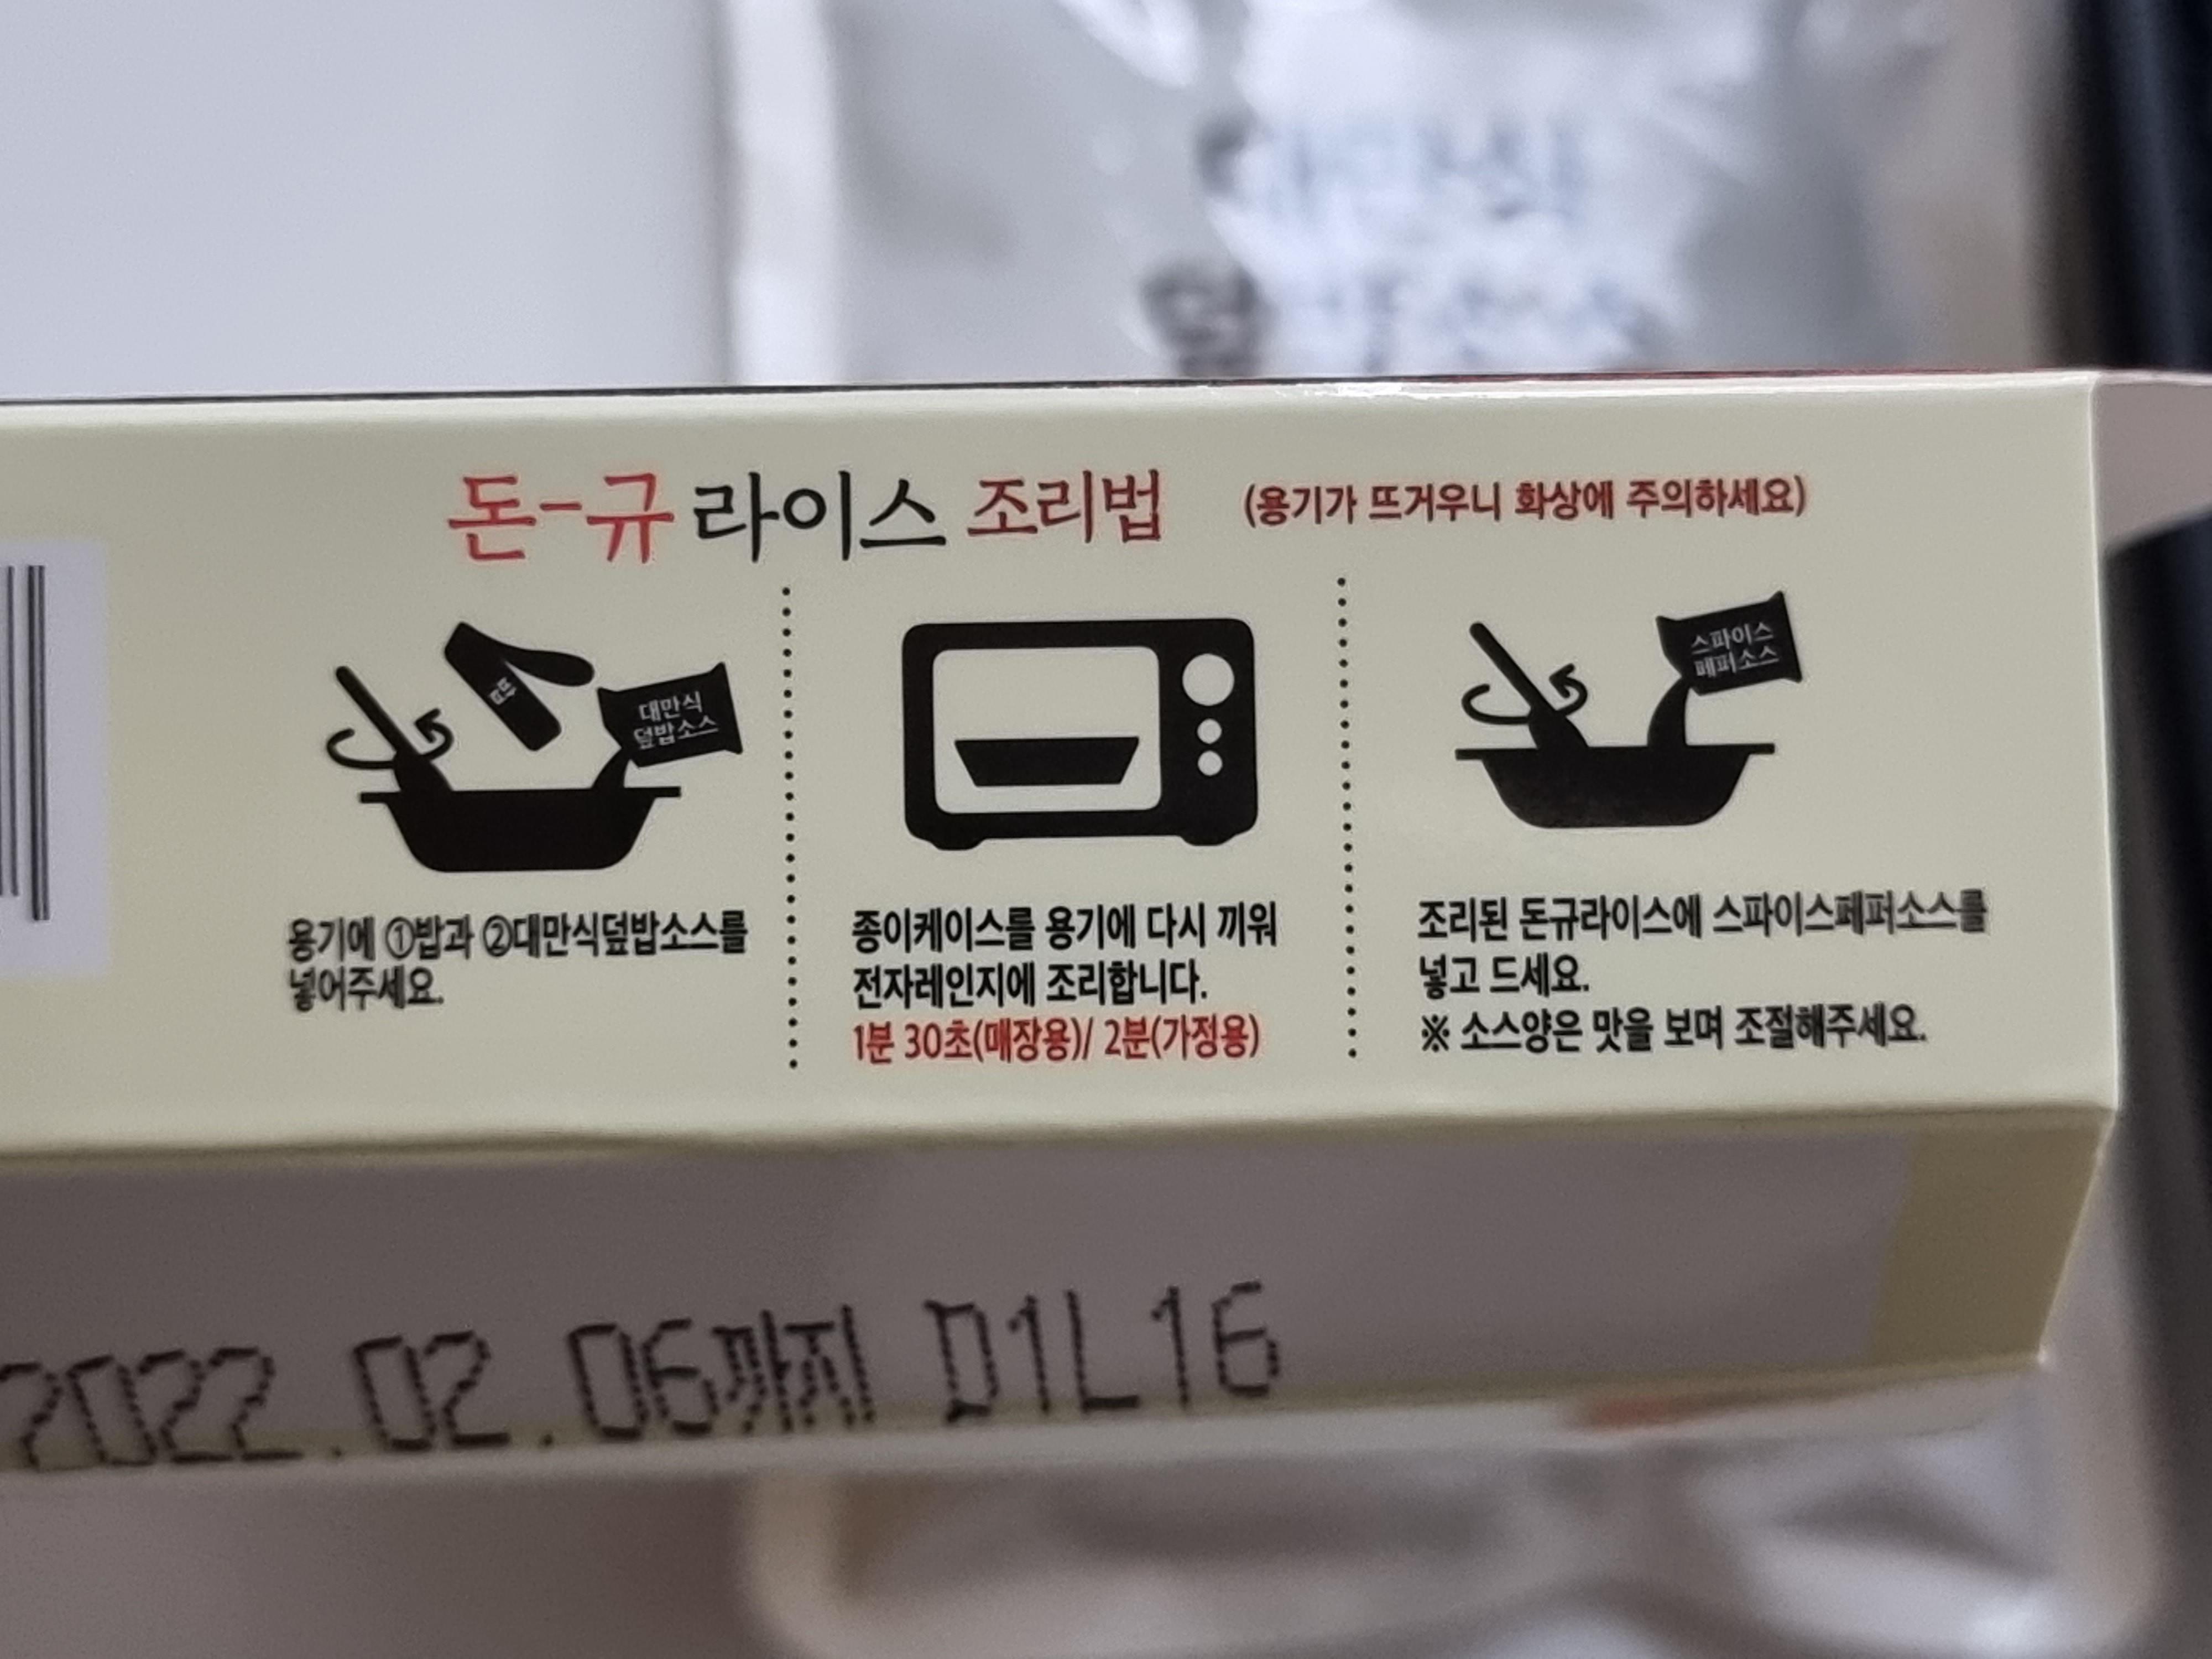 돈-규 라이스 조리법 (용기가 뜨거우니 화상에 주의하세요)
밥
대만식
덮밥소스
용기에 ①밥과 ②대만식덮밥소스를
넣어주세요.
종이케이스를 용기에 다시 끼워
전자레인지에 조리합니다.
1분 30초(매장용)/ 2분(가정용)
스파이스
페퍼소스
조리된 돈규라이스에 스파이스페퍼소스를
넣고 드세요.
※ 소스양은 맛을 보며 조절해주세요.
2022.02.06까지 D1L16